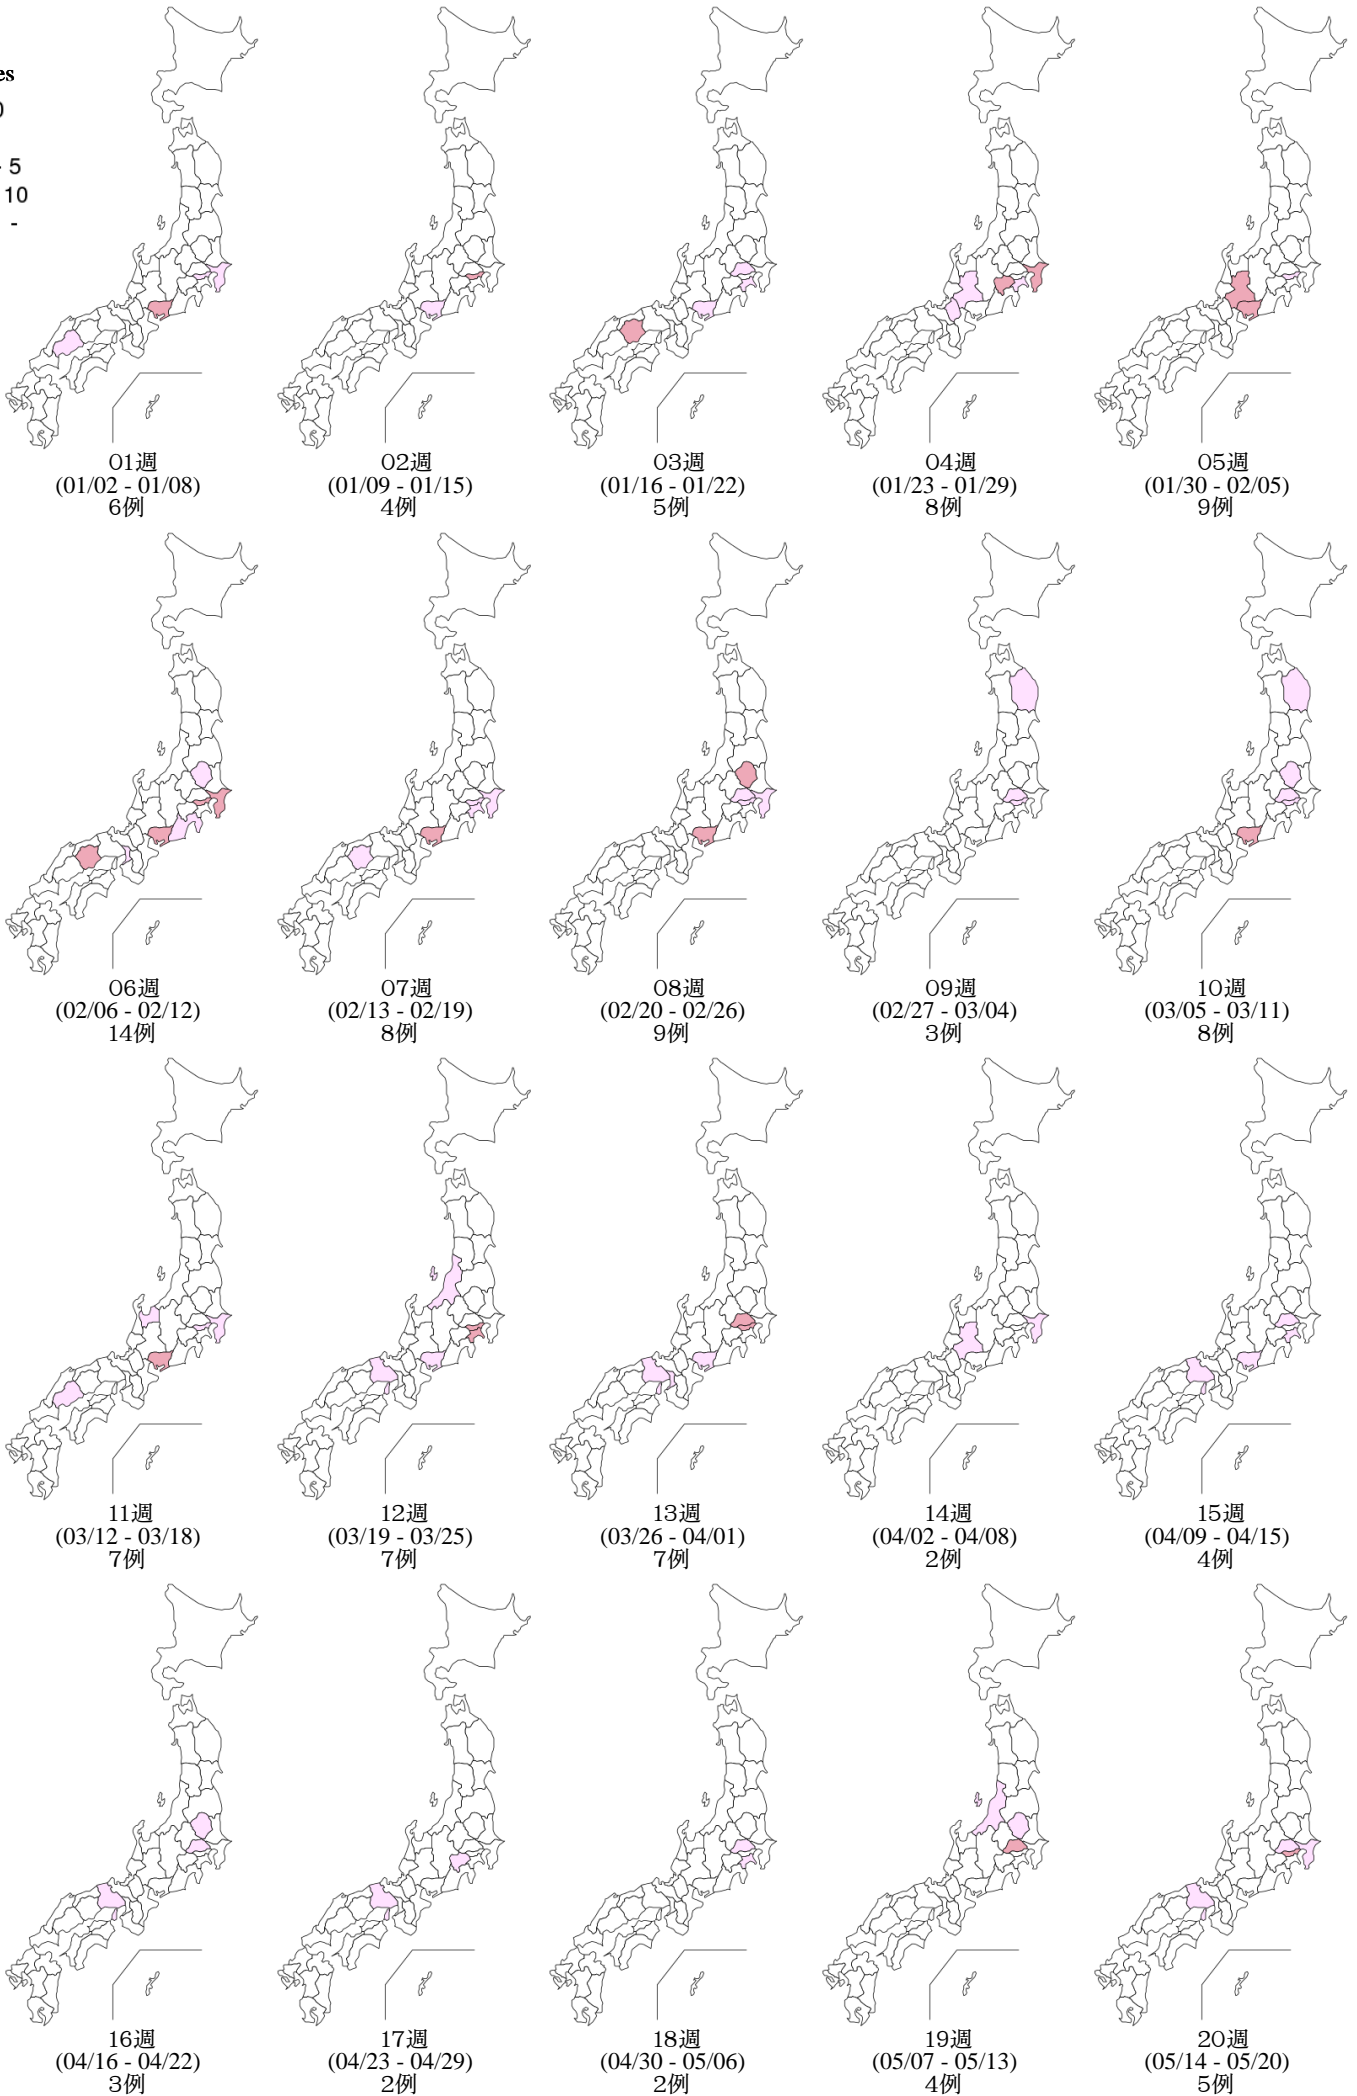 es
0
- 5
10
-
01週
(01/02 - 01/08)
6例
02週
(01/09 - 01/15)
4例
03週
(01/16 - 01/22)
5例
04週
(01/23 - 01/29)
8例
05週
(01/30 - 02/05)
9例
06週
(02/06 - 02/12)
14例
07週
(02/13 - 02/19)
8例
08週
(02/20 - 02/26)
9例
09週
(02/27 - 03/04)
3例
10週
(03/05 - 03/11)
8例
11週
(03/12 - 03/18)
7例
12週
(03/19 - 03/25)
7例
13週
(03/26 - 04/01)
7例
14週
(04/02 - 04/08)
2例
15週
(04/09 - 04/15)
4例
16週
(04/16 - 04/22)
3例
17週
(04/23 - 04/29)
2例
18週
(04/30 - 05/06)
2例
19週
(05/07 - 05/13)
4例
20週
(05/14 - 05/20)
5例